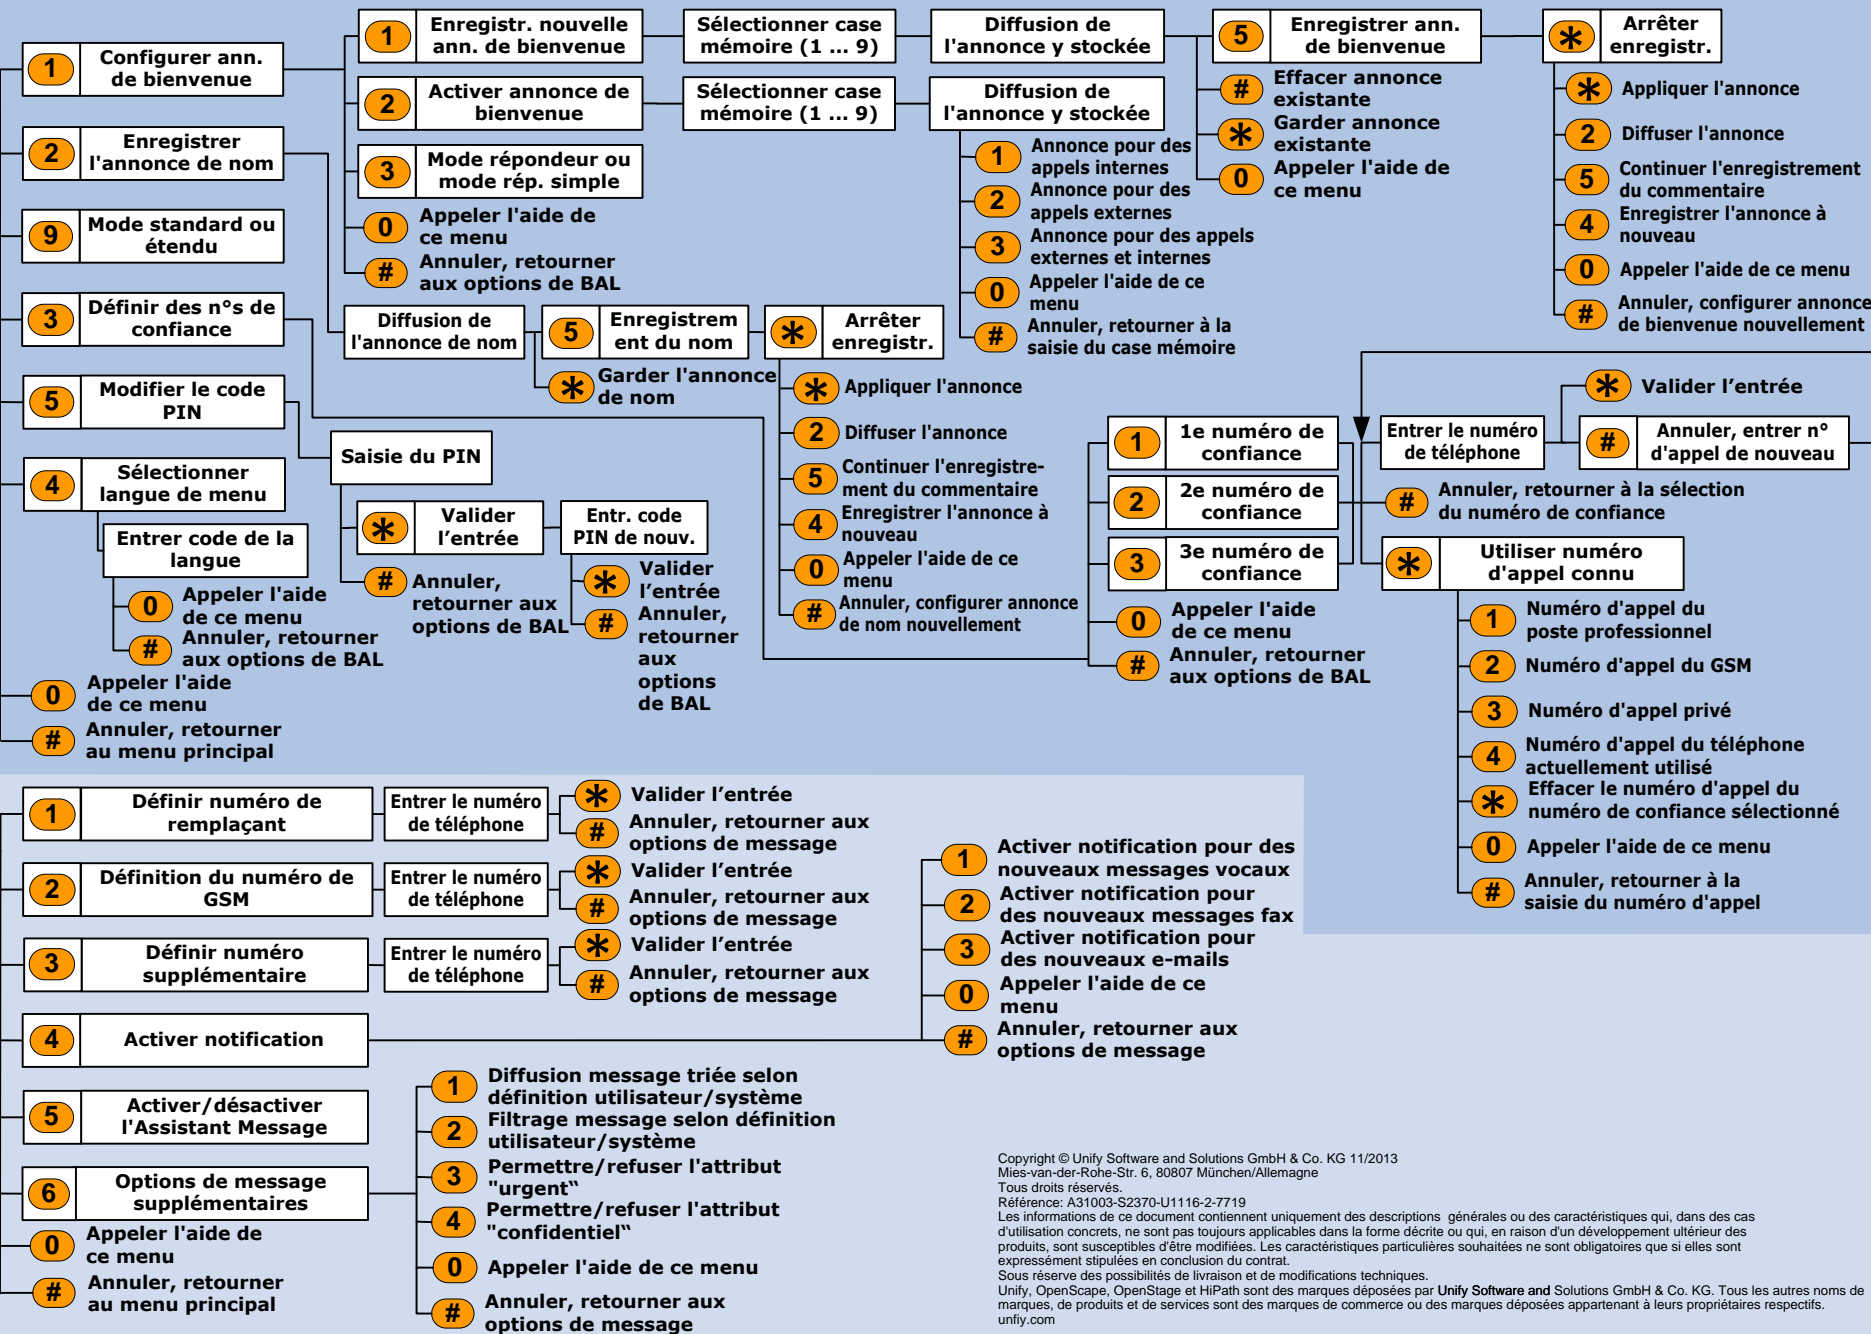 1
Configurer ann.
de bienvenue
1
Enregistr. nouvelle
ann. de bienvenue
Sélectionner case
mémoire (1 ... 9)
Diffusion de
l'annonce y stockée
5
Enregistrer ann.
de bienvenue
*
Arrêter
enregistr.
#
Effacer annonce
existante
*
Garder annonce
existante
0
Appeler l'aide de
ce menu
*
Appliquer l'annonce
2
Diffuser l'annonce
5
Continuer l'enregistrement
du commentaire
4
Enregistrer l'annonce à
nouveau
0
Appeler l'aide de ce menu
#
Annuler, configurer annonce
de bienvenue nouvellement
2
Activer annonce de
bienvenue
Sélectionner case
mémoire (1 ... 9)
Diffusion de
l'annonce y stockée
1
Annonce pour des
appels internes
2
Annonce pour des
appels externes
3
Annonce pour des appels
externes et internes
0
Appeler l'aide de ce
menu
#
Annuler, retourner à la
saisie du case mémoire
3
Mode répondeur ou
mode rép. simple
0
Appeler l'aide de
ce menu
#
Annuler, retourner
aux options de BAL
2
Enregistrer
l'annonce de nom
Diffusion de
l'annonce de nom
5
Enregistrem
ent du nom
*
Arrêter
enregistr.
*
Garder l'annonce
de nom
*
Appliquer l'annonce
2
Diffuser l'annonce
5
Continuer l'enregistre-
ment du commentaire
4
Enregistrer l'annonce à
nouveau
0
Appeler l'aide de ce
menu
#
Annuler, configurer annonce
de nom nouvellement
9
Mode standard ou
étendu
3
Définir des n°s de
confiance
1
1e numéro de
confiance
2
2e numéro de
confiance
3
3e numéro de
confiance
0
Appeler l'aide
de ce menu
#
Annuler, retourner
aux options de BAL
Entrer le numéro
de téléphone
*
Valider l’entrée
#
Annuler, entrer n°
d'appel de nouveau
#
Annuler, retourner à la sélection
du numéro de confiance
*
Utiliser numéro
d'appel connu
1
Numéro d'appel du
poste professionnel
2
Numéro d'appel du GSM
3
Numéro d'appel privé
4
Numéro d'appel du téléphone
actuellement utilisé
*
Effacer le numéro d'appel du
numéro de confiance sélectionné
0
Appeler l'aide de ce menu
#
Annuler, retourner à la
saisie du numéro d'appel
5
Modifier le code
PIN
Saisie du PIN
*
Valider
l’entrée
Entr. code
PIN de nouv.
#
Annuler,
retourner aux
options de BAL
*
Valider
l’entrée
#
Annuler,
retourner
aux
options
de BAL
4
Sélectionner
langue de menu
Entrer code de la
langue
0
Appeler l'aide
de ce menu
#
Annuler, retourner
aux options de BAL
0
Appeler l'aide
de ce menu
#
Annuler, retourner
au menu principal
1
Définir numéro de
remplaçant
Entrer le numéro
de téléphone
*
Valider l’entrée
#
Annuler, retourner aux
options de message
2
Définition du numéro de
GSM
Entrer le numéro
de téléphone
*
Valider l’entrée
#
Annuler, retourner aux
options de message
3
Définir numéro
supplémentaire
Entrer le numéro
de téléphone
*
Valider l’entrée
#
Annuler, retourner aux
options de message
4
Activer notification
1
Activer notification pour des
nouveaux messages vocaux
2
Activer notification pour
des nouveaux messages fax
3
Activer notification pour
des nouveaux e-mails
0
Appeler l'aide de ce
menu
#
Annuler, retourner aux
options de message
5
Activer/désactiver
l'Assistant Message
6
Options de message
supplémentaires
1
Diffusion message triée selon
définition utilisateur/système
2
Filtrage message selon définition
utilisateur/système
3
Permettre/refuser l'attribut
"urgent“
4
Permettre/refuser l'attribut
"confidentiel“
0
Appeler l'aide de ce menu
#
Annuler, retourner aux
options de message
0
Appeler l'aide de
ce menu
#
Annuler, retourner
au menu principal
Copyright © Unify Software and Solutions GmbH & Co. KG 11/2013
Mies-van-der-Rohe-Str. 6, 80807 München/Allemagne
Tous droits réservés.
Référence: A31003-S2370-U1116-2-7719
Les informations de ce document contiennent uniquement des descriptions générales ou des caractéristiques qui, dans des cas
d'utilisation concrets, ne sont pas toujours applicables dans la forme décrite ou qui, en raison d'un développement ultérieur des
produits, sont susceptibles d'être modifiées. Les caractéristiques particulières souhaitées ne sont obligatoires que si elles sont
expressément stipulées en conclusion du contrat.
Sous réserve des possibilités de livraison et de modifications techniques.
Unify, OpenScape, OpenStage et HiPath sont des marques déposées par Unify Software and Solutions GmbH & Co. KG. Tous les autres noms de
marques, de produits et de services sont des marques de commerce ou des marques déposées appartenant à leurs propriétaires respectifs.
unfiy.com